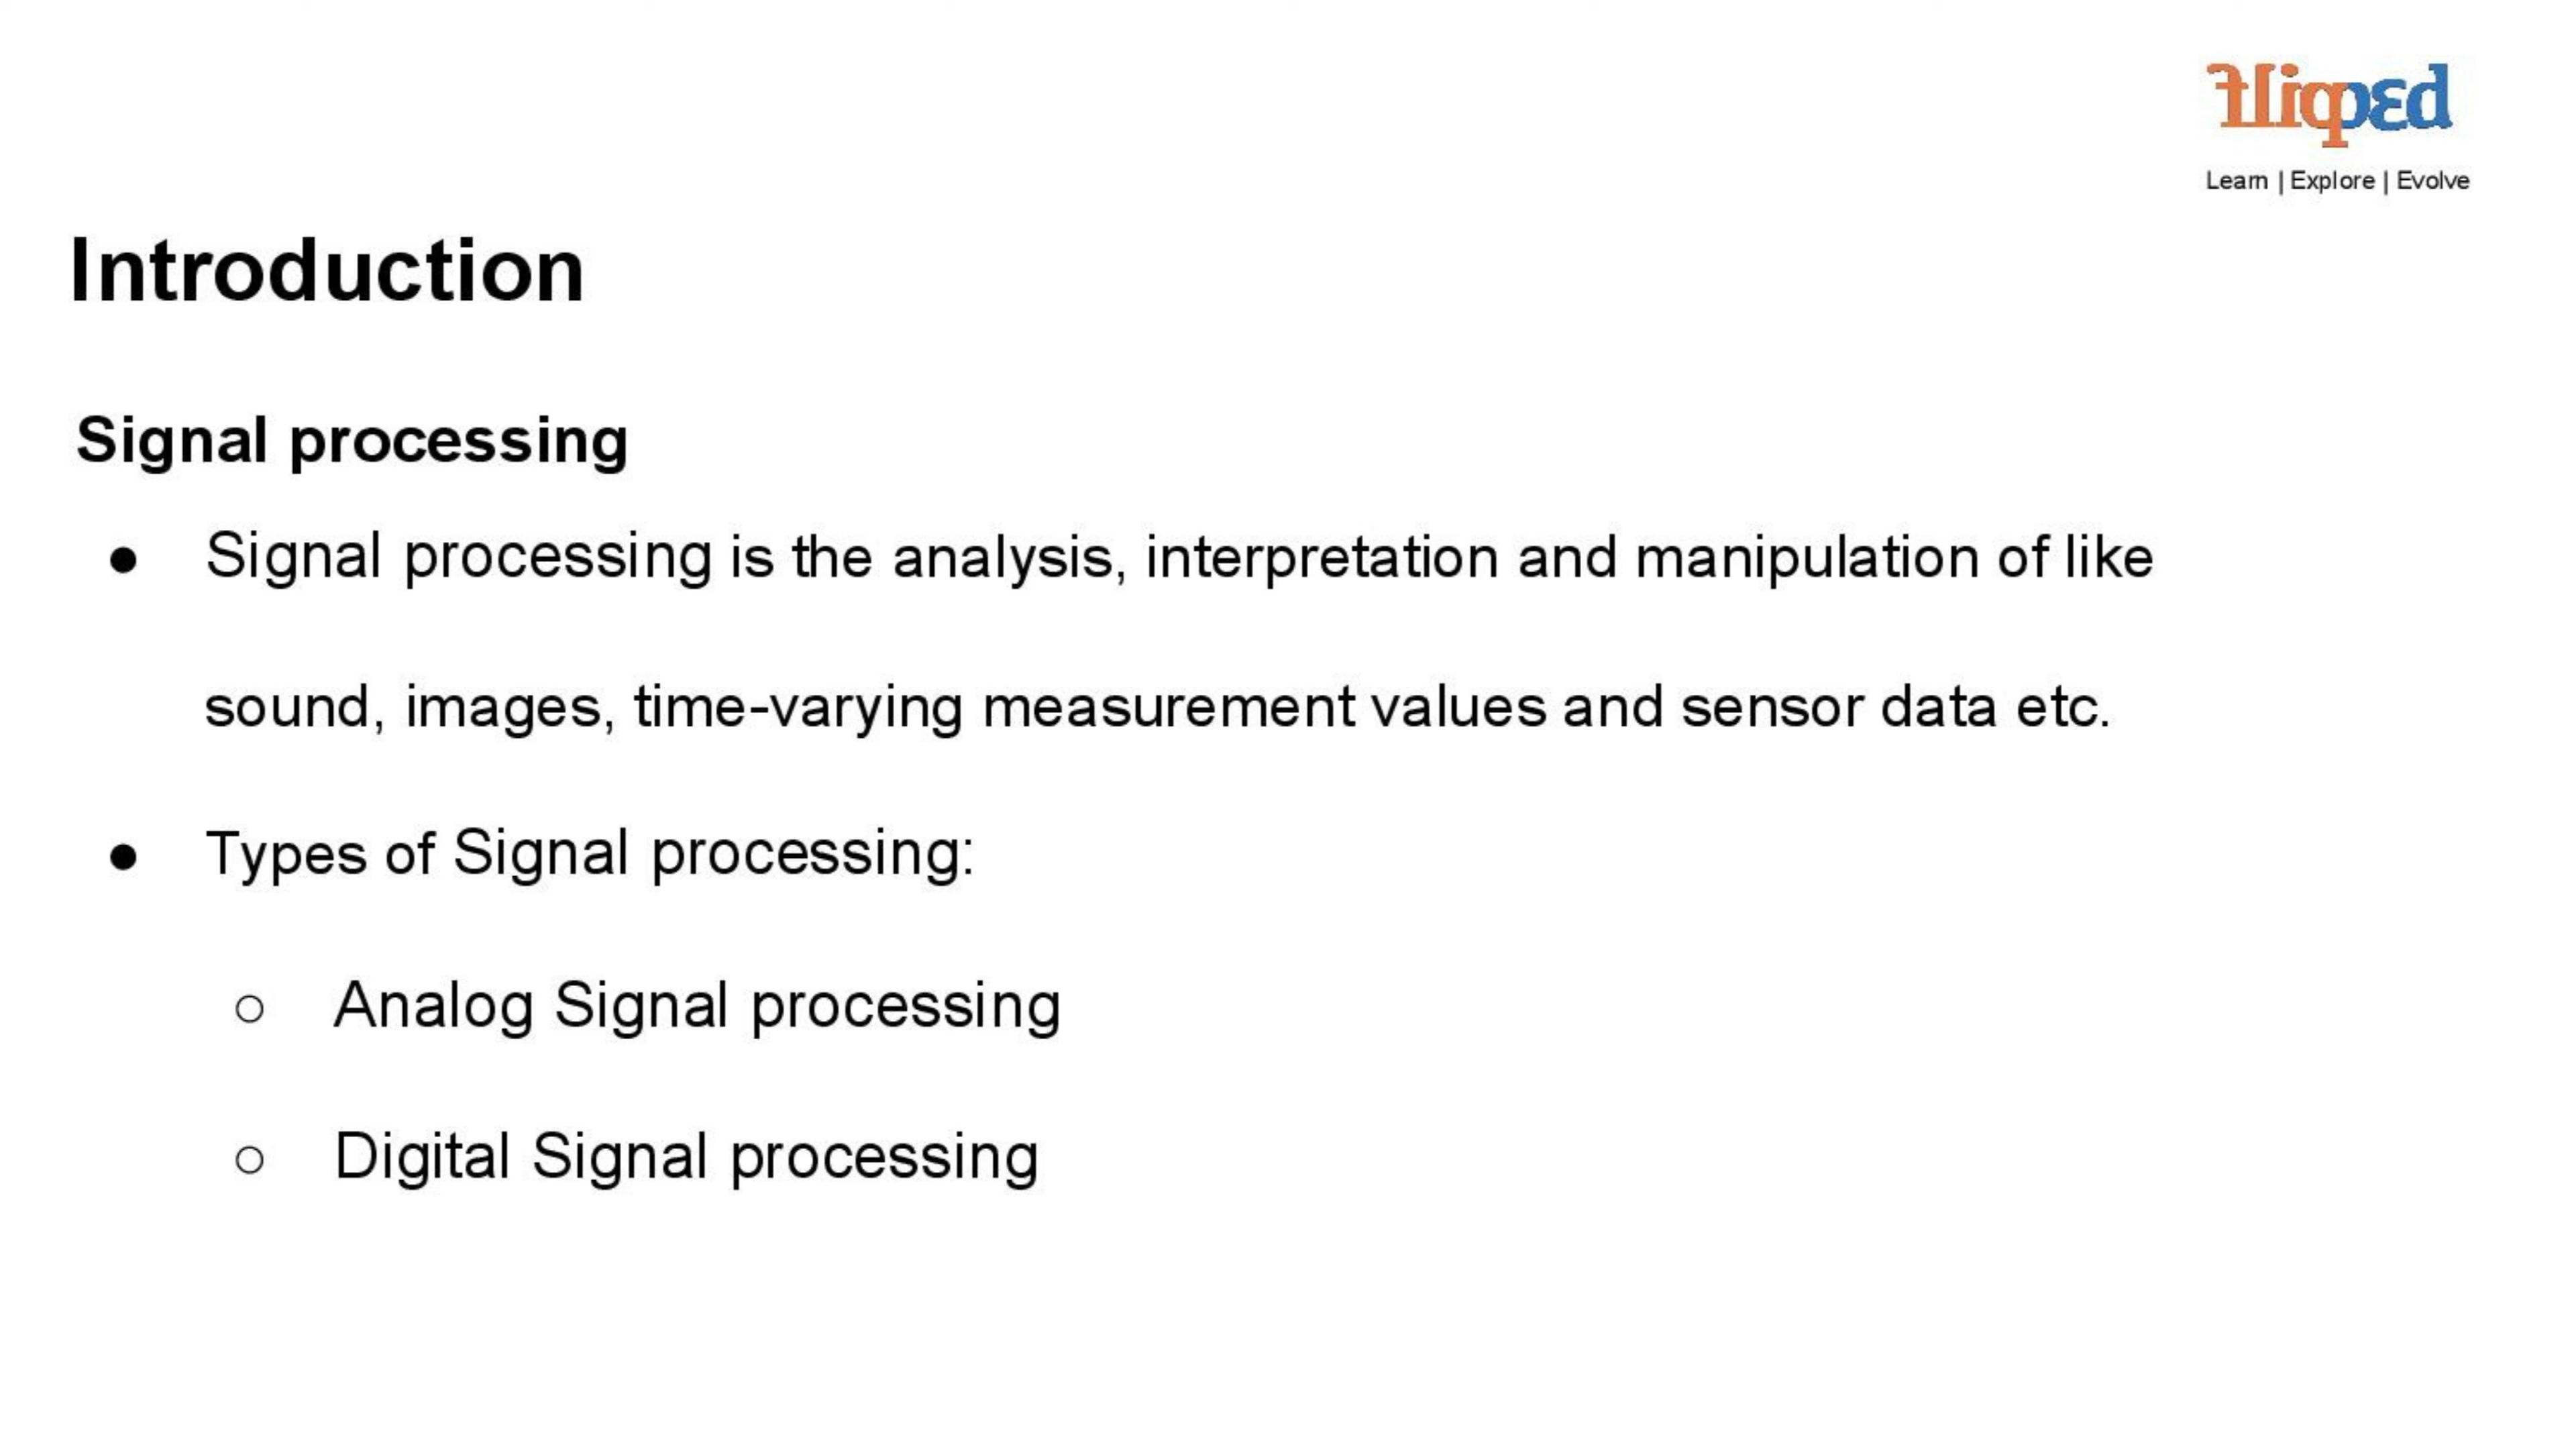 fliqpɛd
Learn | Explore | Evolve
Introduction
Signal processing
● Signal processing is the analysis, interpretation and manipulation of like
sound, images, time-varying measurement values and sensor data etc.
● Types of Signal processing:
○ Analog Signal processing
○ Digital Signal processing